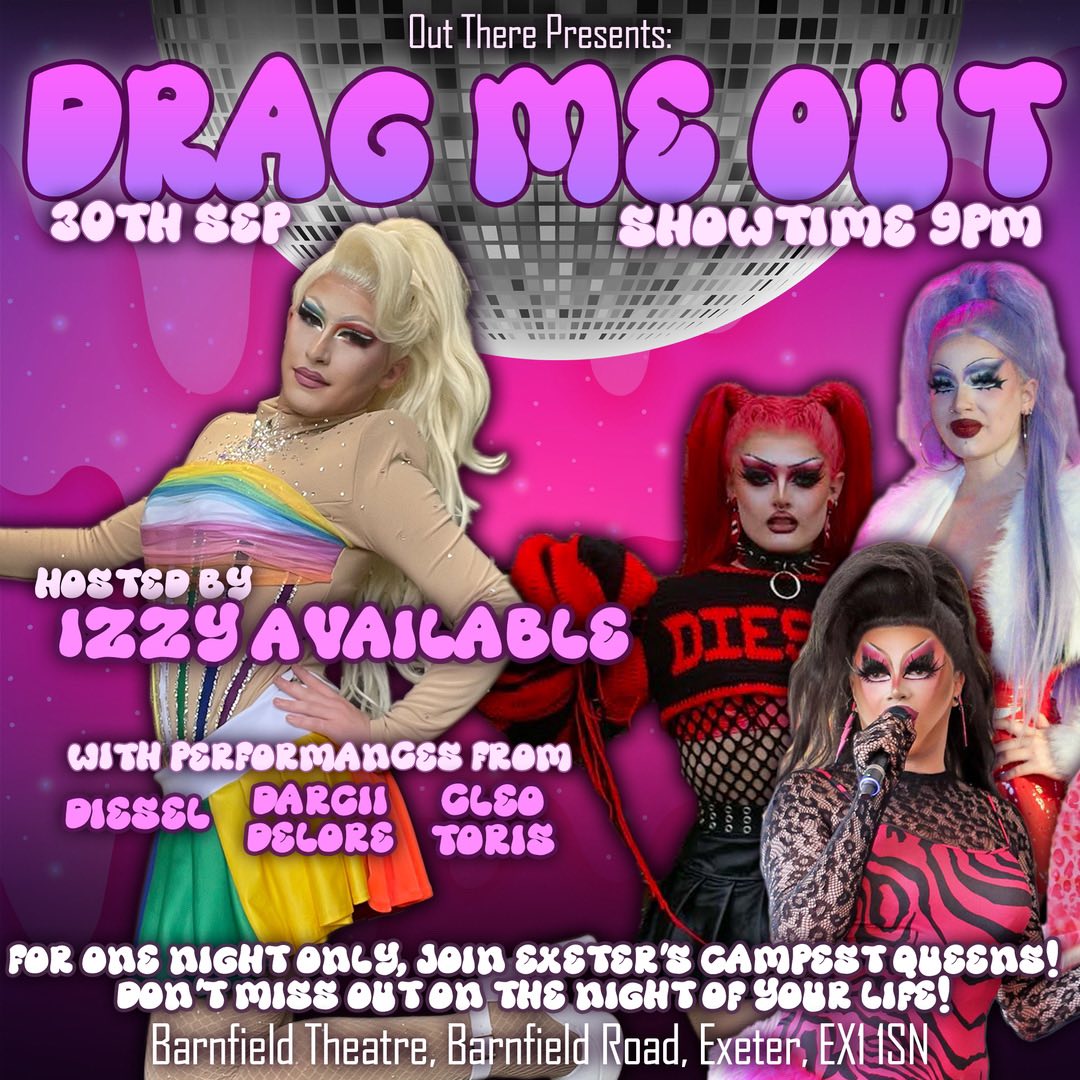 Out There Presents:
DRAG ME OUT
30TH SEP
SHOWTIME 9PM
HOSTED BY
IZZY AVAILABLE
DIES
WITH PERFORMANCES FROM
DIESEL
DARCII
DELORE
CLEO
TORIS
FOR ONE NIGHT ONLY, JOIN EXETER'S CAMPEST QUEENS!
DON'T MISS OUT ON THE NIGHT OF YOUR LIFE!
Barnfield Theatre, Barnfield Road, Exeter, EX1 1SN